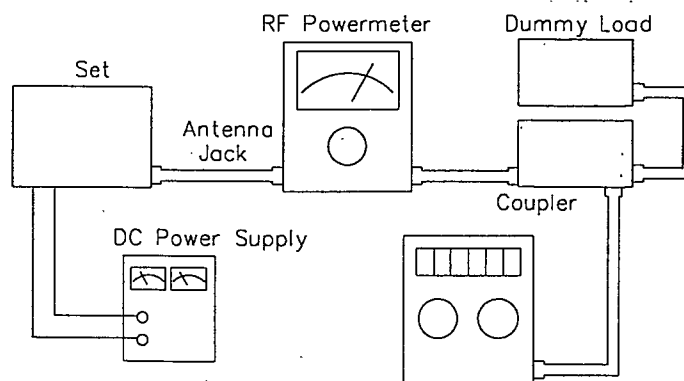 RF Powermeter
Dummy Load
Set
Antenna
Jack
Coupler
DC Power Supply